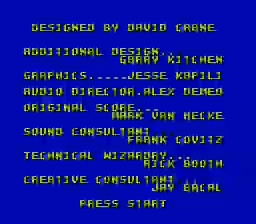 DESIGNED BY DAVID CRANE
ADDITIONAL DESIGN...
GARRY KITCHEN
GRAPHICS.....JESSE KAPILI
AUDIO DIRECTOR.ALEX DEMEO
ORIGINAL SCORE...
MARK VAN HECKE
SOUND CONSULTANT
FRANK COVITZ
TECHNICAL WIZARDRY...
RICK BOOTH
CREATIVE CONSULTANT ..
JAY BACAL
PRESS START